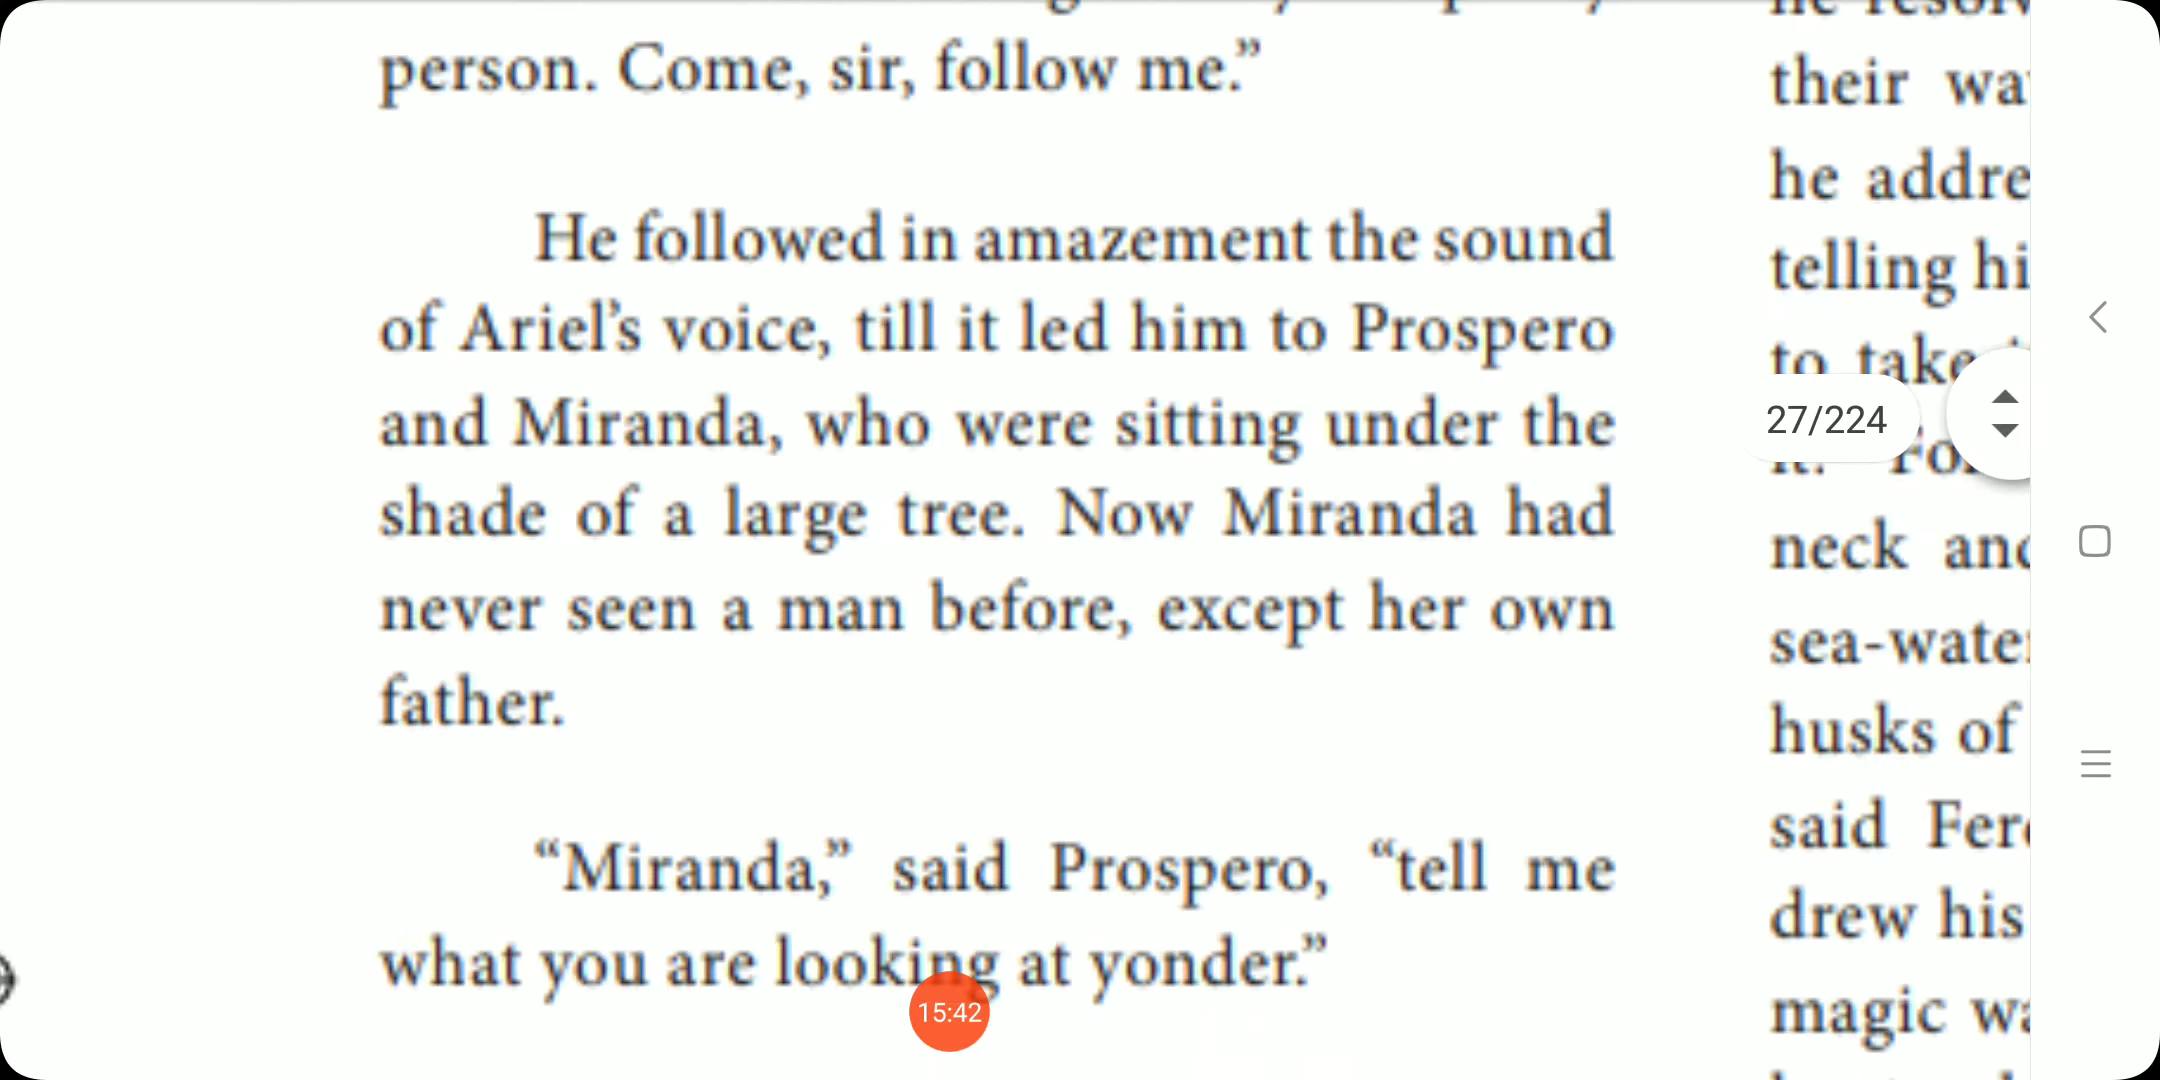 person. Come, sir, follow me.”
He followed in amazement the sound
of Ariel’s voice, till it led him to Prospero
and Miranda, who were sitting under the
shade of a large tree. Now Miranda had
never seen a man before, except her own
father.
“Miranda,” said Prospero, “tell me
what you are looking at yonder.”
15:42
their
he
telling
to
27/224
neck
husks of
said
drew his
magic